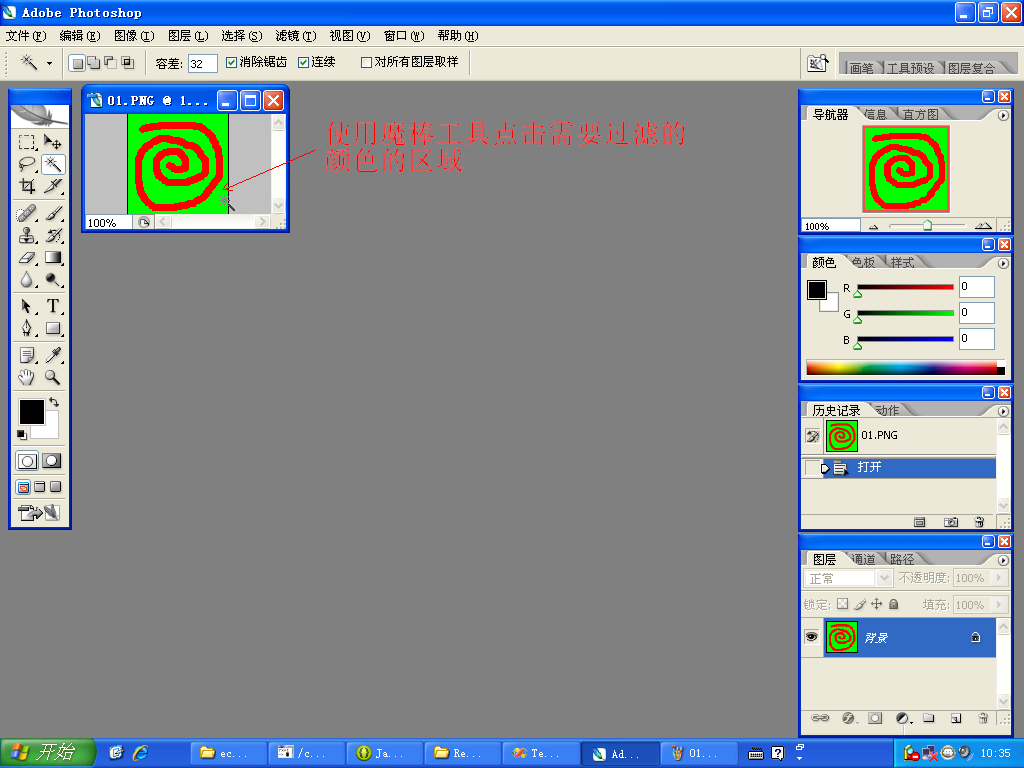 Adobe Photoshop
文件(F) 编辑(E) 图像(I) 图层(L) 选择(S) 滤镜(T) 视图(V) 窗口(W) 帮助(H)
容差: 32 消除锯齿 连续 对所有图层取样
画笔 工具预设 图层复合
01.PNG @ 1...
100%
使用魔棒工具点击需要过滤的
颜色的区域
导航器 信息 直方图
100%
颜色 色板 样式
R 0
G 0
B 0
历史记录 动作
01.PNG
打开
图层 通道 路径
正常 不透明度: 100%
锁定: 填充: 100%
背景
开始 ec... /c... Ja... Re... Te... Ad... 01... 10:35